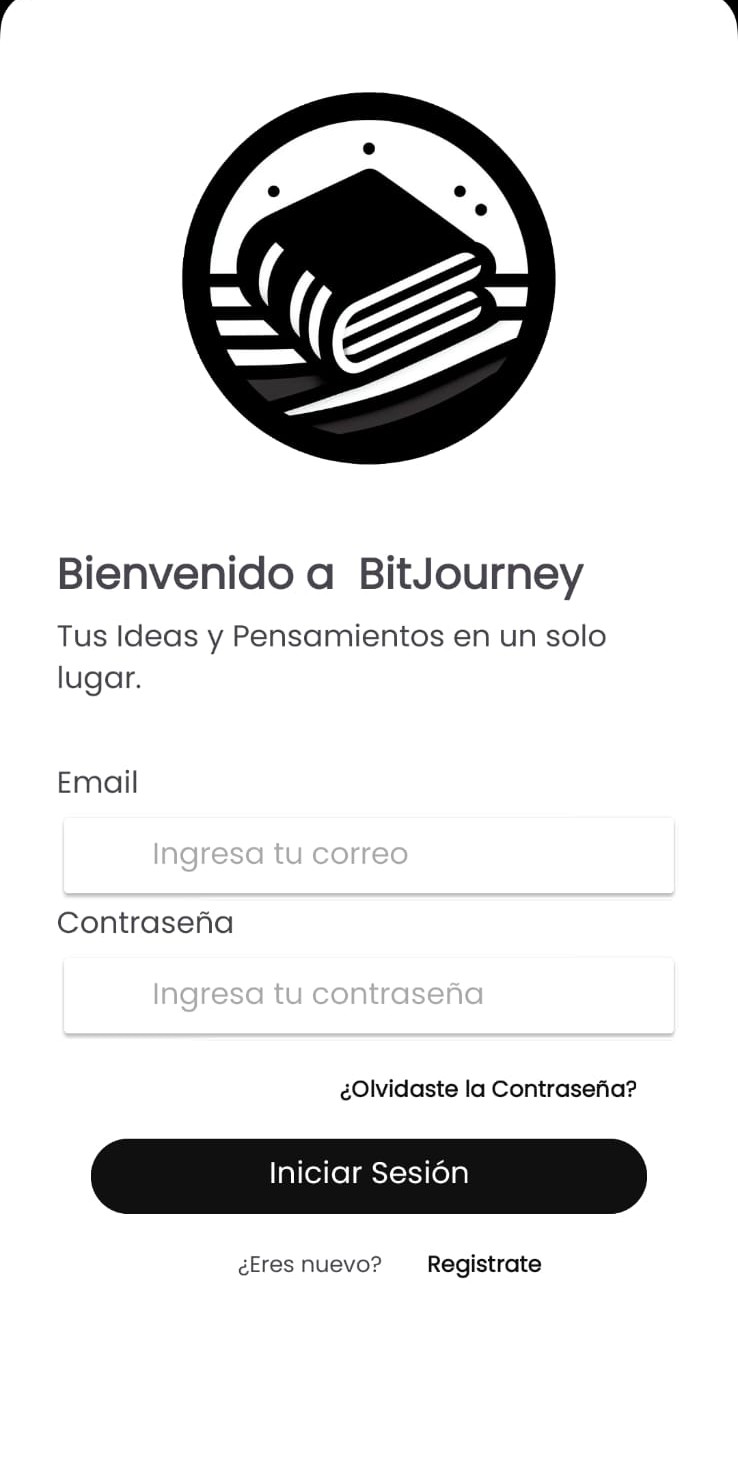 Bienvenido a  BitJourney
Tus Ideas y Pensamientos en un solo
lugar.
Email
Ingresa tu correo
Contraseña
Ingresa tu contraseña
¿Olvidaste la Contraseña?
Iniciar Sesión
¿Eres nuevo? Registrate